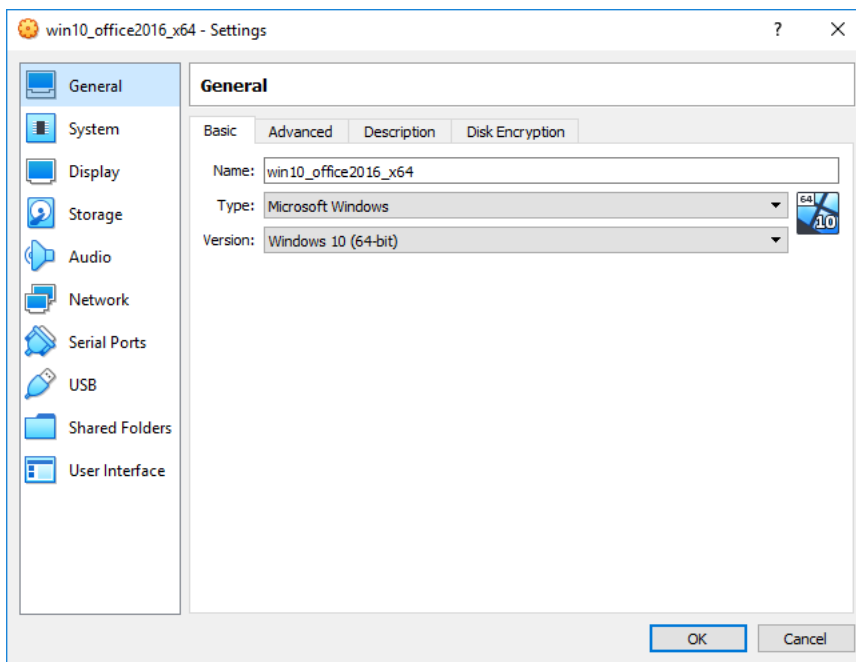 win10_office2016_x64 - Settings ?
General
System
Display
Storage
Audio
Network
Serial Ports
USB
Shared Folders
User Interface
General
Basic Advanced Description Disk Encryption
Name: win10_office2016_x64
Type: Microsoft Windows
64
10
Version: Windows 10 (64-bit)
OK Cancel